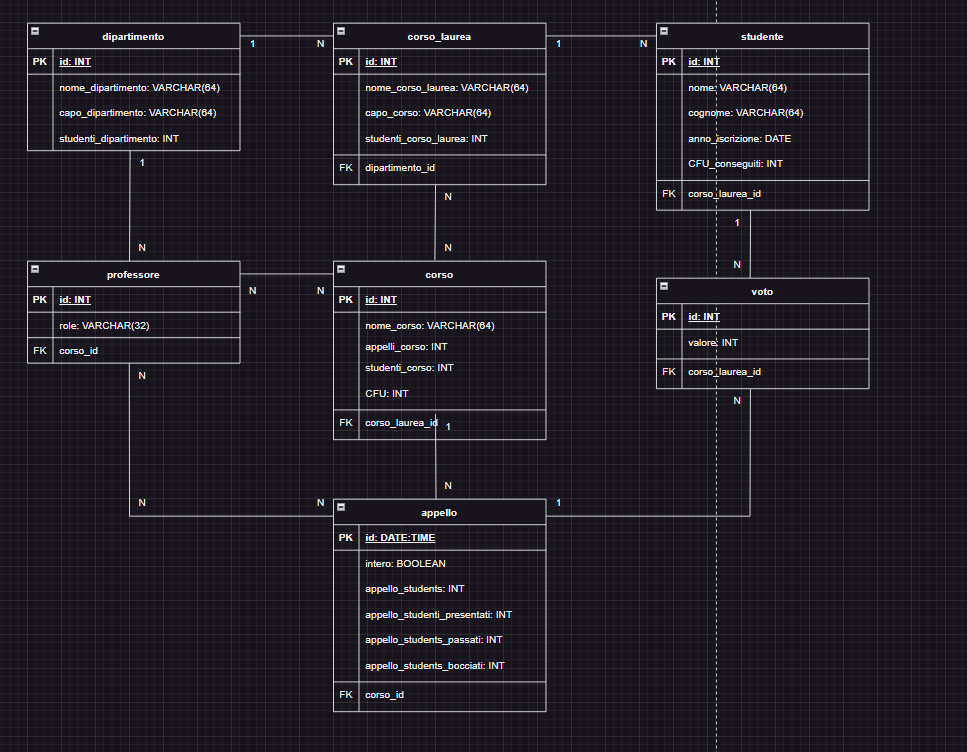 dipartimento
PK id: INT
nome_dipartimento: VARCHAR(64)
capo_dipartimento: VARCHAR(64)
studenti_dipartimento: INT
1 N
corso_laurea
PK id: INT
nome_corso_laurea: VARCHAR(64)
capo_corso: VARCHAR(64)
studenti_corso_laurea: INT
FK dipartimento_id
1 N
studente
PK id: INT
nome: VARCHAR(64)
cognome: VARCHAR(64)
anno_iscrizione: DATE
CFU_conseguiti: INT
FK corso_laurea_id
1
N
N
N
1
N
professore
PK id: INT
role: VARCHAR(32)
FK corso_id
N N
corso
PK id: INT
nome_corso: VARCHAR(64)
appelli_corso: INT
studenti_corso: INT
CFU: INT
FK corso_laurea_id
voto
PK id: INT
valore: INT
FK corso_laurea_id
N
1
N
N
N N
1
appello
PK id: DATE:TIME
intero: BOOLEAN
appello_students: INT
appello_studenti_presentati: INT
appello_students_passati: INT
appello_students_bocciati: INT
FK corso_id